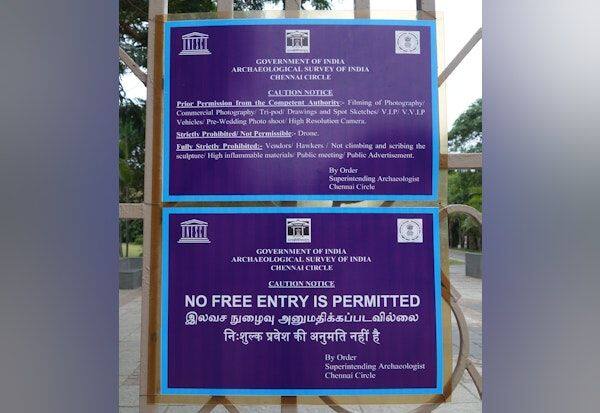 GOVERNMENT OF INDIA
ARCHAEOLOGICAL SURVEY OF INDIA
CHENNAI CIRCLE
CAUTION NOTICE
Prior Permission from the Competent Authority:- Filming of Photography/
Commercial Photography/ Tri-pod/ Drawings and Spot Sketches/ V.I.P/ V.V.I.P
Vehicles/ Pre-Wedding Photo shoot/ High Resolution Camera.
Strictly Prohibited/ Not Permissible:- Drone.
Fully Strictly Prohibited:- Vendors/ Hawkers / Not climbing and scribing the
sculpture/ High inflammable materials/ Public meeting/ Public Advertisement.
By Order
Superintending Archaeologist
Chennai Circle
GOVERNMENT OF INDIA
ARCHAEOLOGICAL SURVEY OF INDIA
CHENNAI CIRCLE
CAUTION NOTICE
NO FREE ENTRY IS PERMITTED
இலவச நுழைவு அனுமதிக்கப்படவில்லை
निःशुल्क प्रवेश की अनुमति नहीं है
By Order
Superintending Archaeologist
Chennai Circle